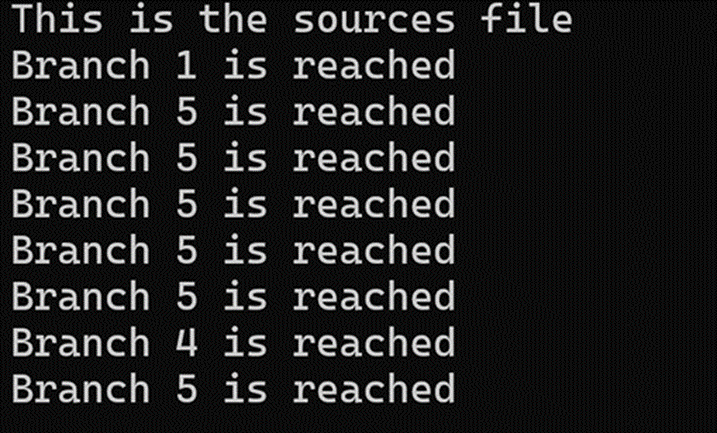 This is the sources file
Branch 1 is reached
Branch 5 is reached
Branch 5 is reached
Branch 5 is reached
Branch 5 is reached
Branch 5 is reached
Branch 4 is reached
Branch 5 is reached